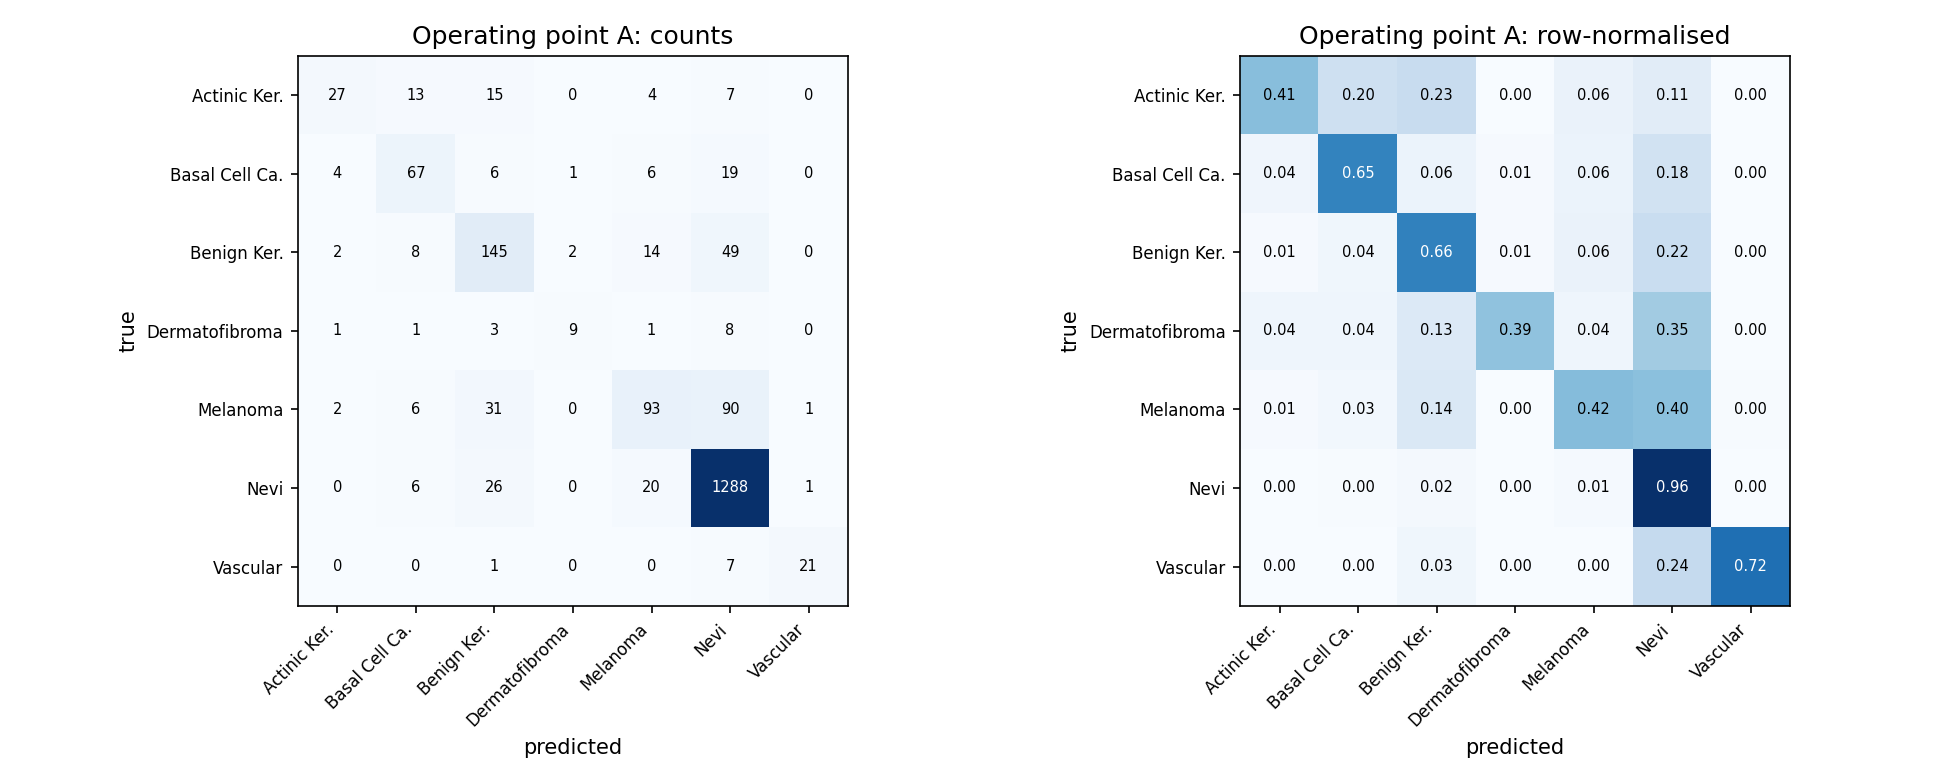 Operating point A: counts
Actinic Ker. 27 13 15 0 4 7 0
Basal Cell Ca. 4 67 6 1 6 19 0
Benign Ker. 2 8 145 2 14 49 0
Dermatofibroma 1 1 3 9 1 8 0
Melanoma 2 6 31 0 93 90 1
Nevi 0 6 26 0 20 1288 1
Vascular 0 0 1 0 0 7 21
true
Actinic Ker. Basal Cell Ca. Benign Ker. Dermatofibroma Melanoma Nevi Vascular
predicted
Operating point A: row-normalised
Actinic Ker. 0.41 0.20 0.23 0.00 0.06 0.11 0.00
Basal Cell Ca. 0.04 0.65 0.06 0.01 0.06 0.18 0.00
Benign Ker. 0.01 0.04 0.66 0.01 0.06 0.22 0.00
Dermatofibroma 0.04 0.04 0.13 0.39 0.04 0.35 0.00
Melanoma 0.01 0.03 0.14 0.00 0.42 0.40 0.00
Nevi 0.00 0.00 0.02 0.00 0.01 0.96 0.00
Vascular 0.00 0.00 0.03 0.00 0.00 0.24 0.72
true
Actinic Ker. Basal Cell Ca. Benign Ker. Dermatofibroma Melanoma Nevi Vascular
predicted